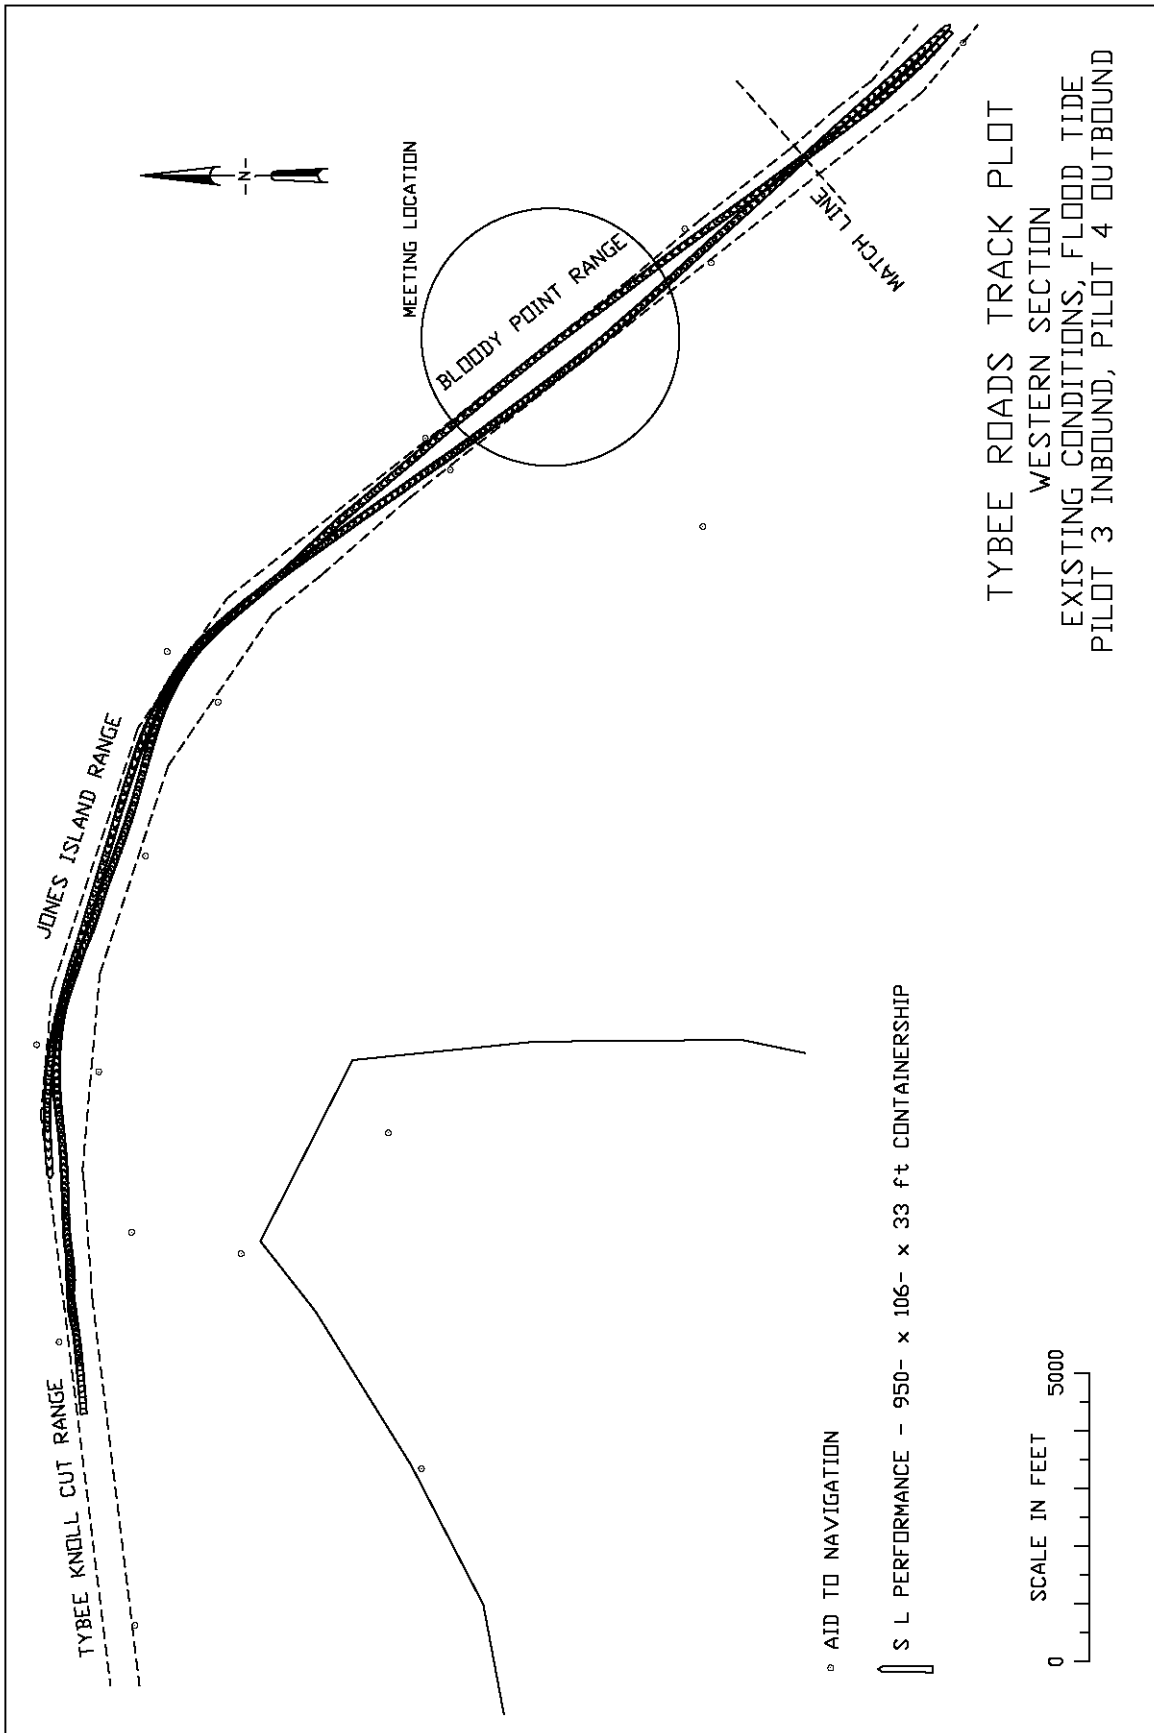 TYBEE KNOLL CUT RANGE
JONES ISLAND RANGE
MEETING LOCATION
BLOODY POINT RANGE
-N-
MATCH LINE
AID TO NAVIGATION
S L PERFORMANCE - 950- x 106- x 33 ft CONTAINERSHIP
SCALE IN FEET
0 5000
TYBEE ROADS TRACK PLOT
WESTERN SECTION
EXISTING CONDITIONS, FLOOD TIDE
PILOT 3 INBOUND, PILOT 4 OUTBOUND